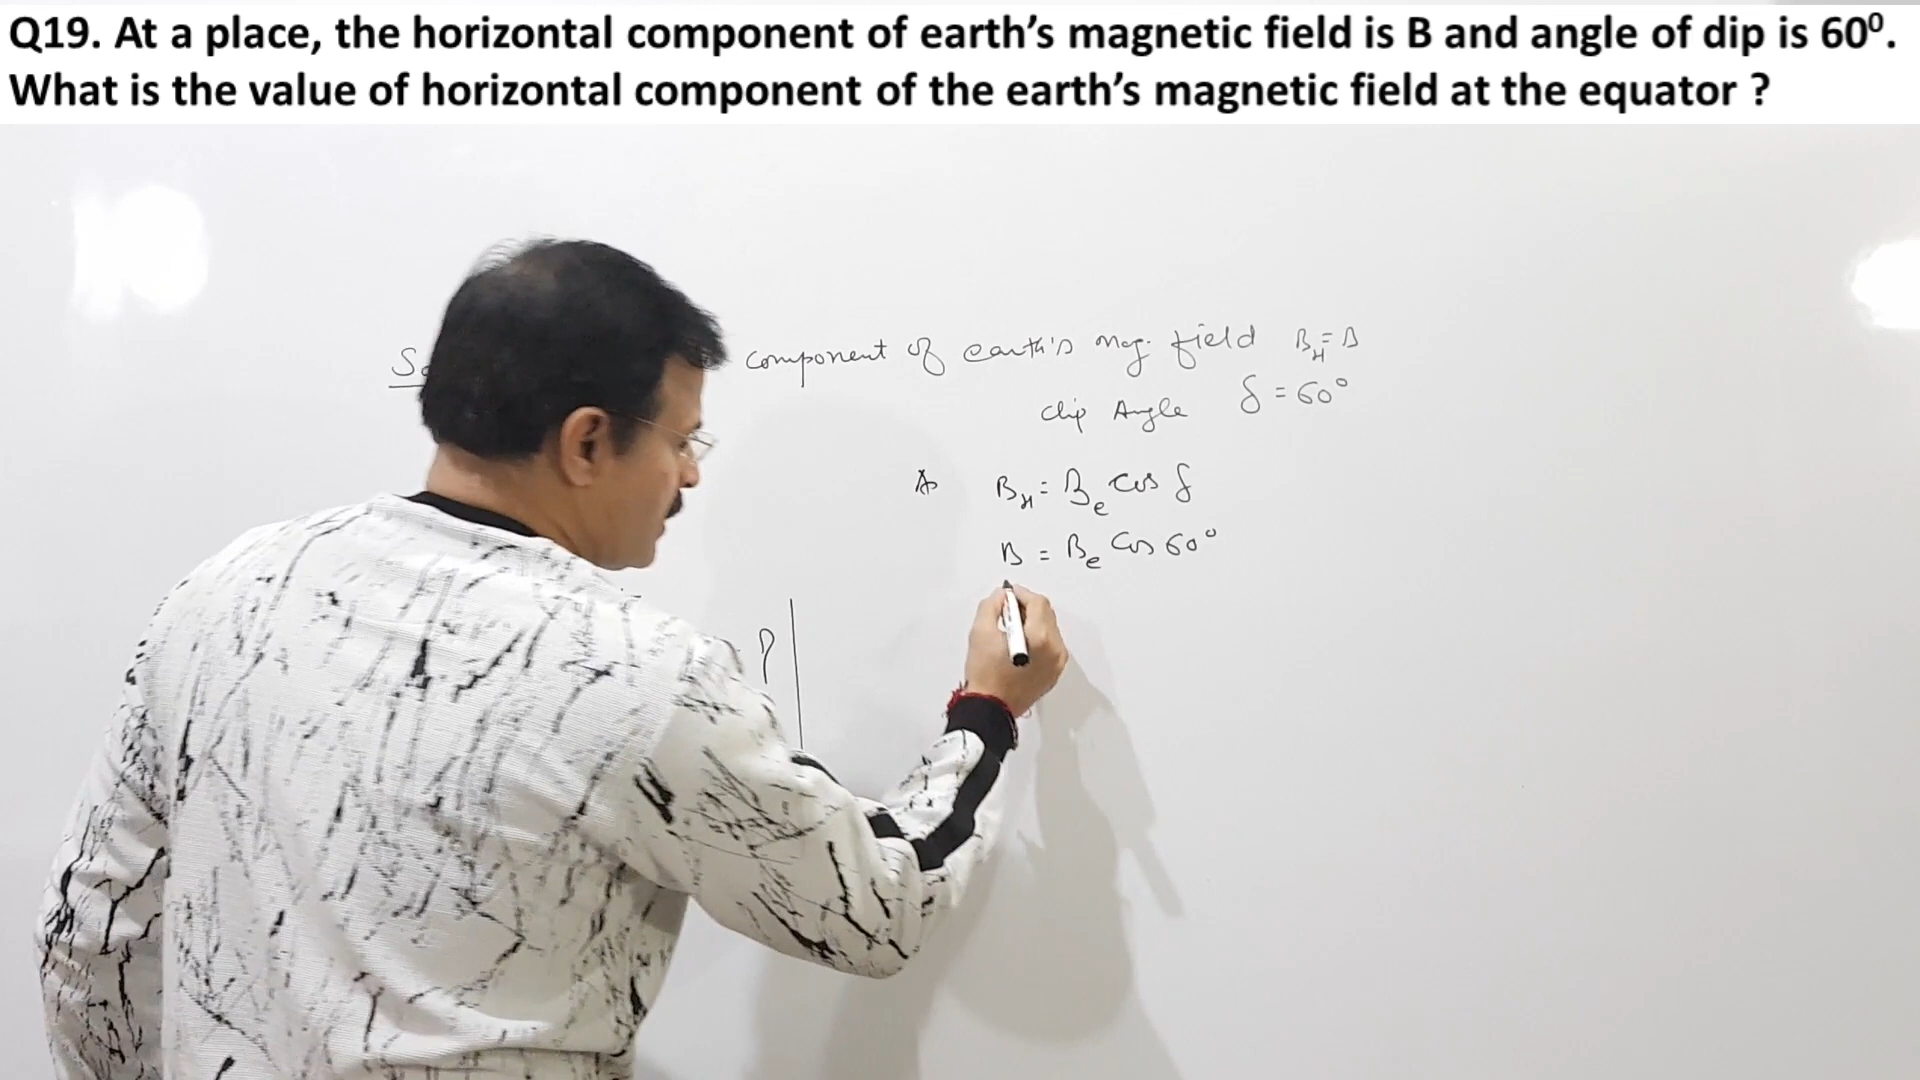 Q19. At a place, the horizontal component of earth’s magnetic field is B and angle of dip is 60⁰.
What is the value of horizontal component of the earth’s magnetic field at the equator ?
component of earth's mag. field B_H = B
dip Angle δ = 60°
B_H = B_e cos δ
B = B_e cos 60°
?